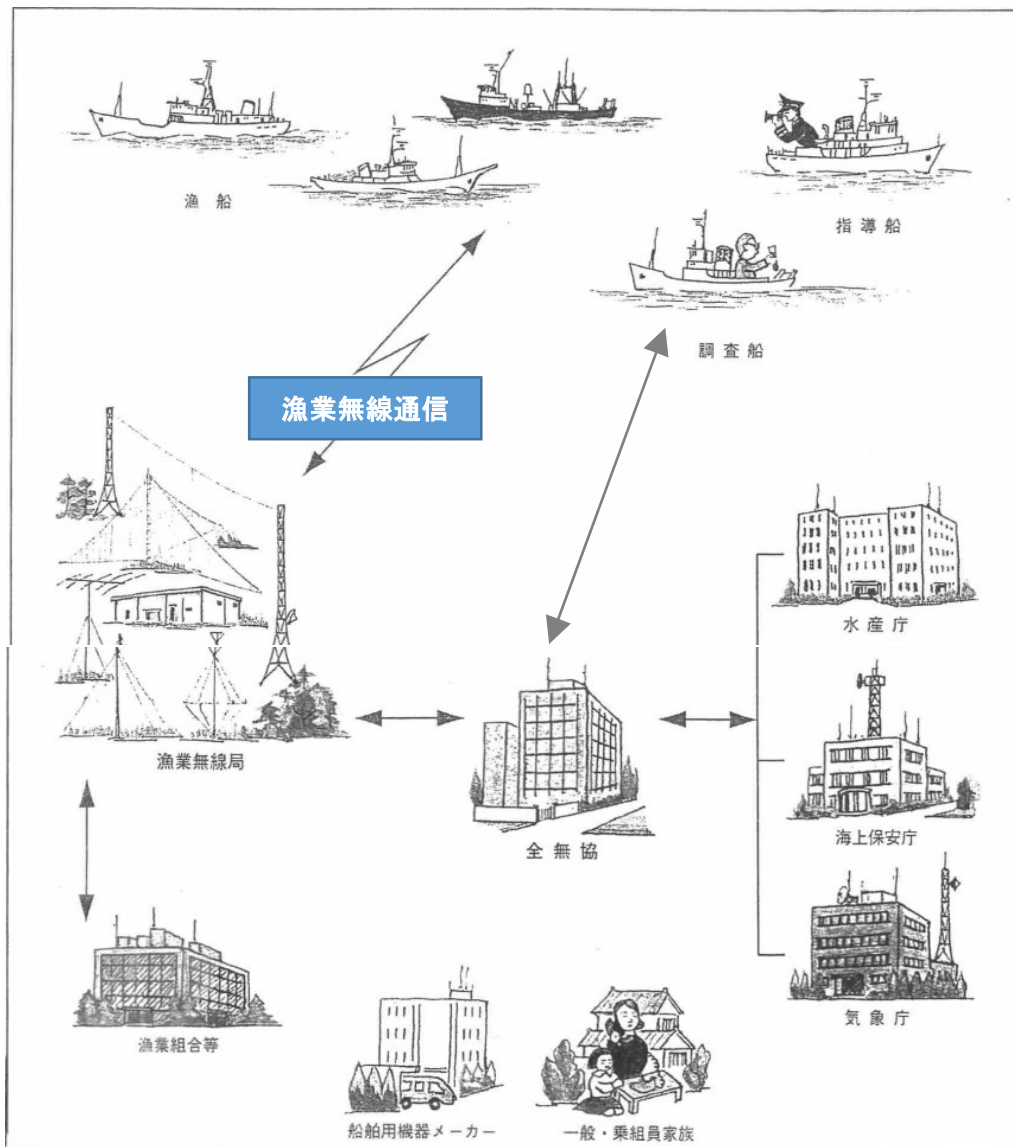 漁船
指導船
調査船
漁業無線通信
水産庁
漁業無線局
全無協
海上保安庁
気象庁
漁業組合等
船舶用機器メーカー
一般・乗組員家族